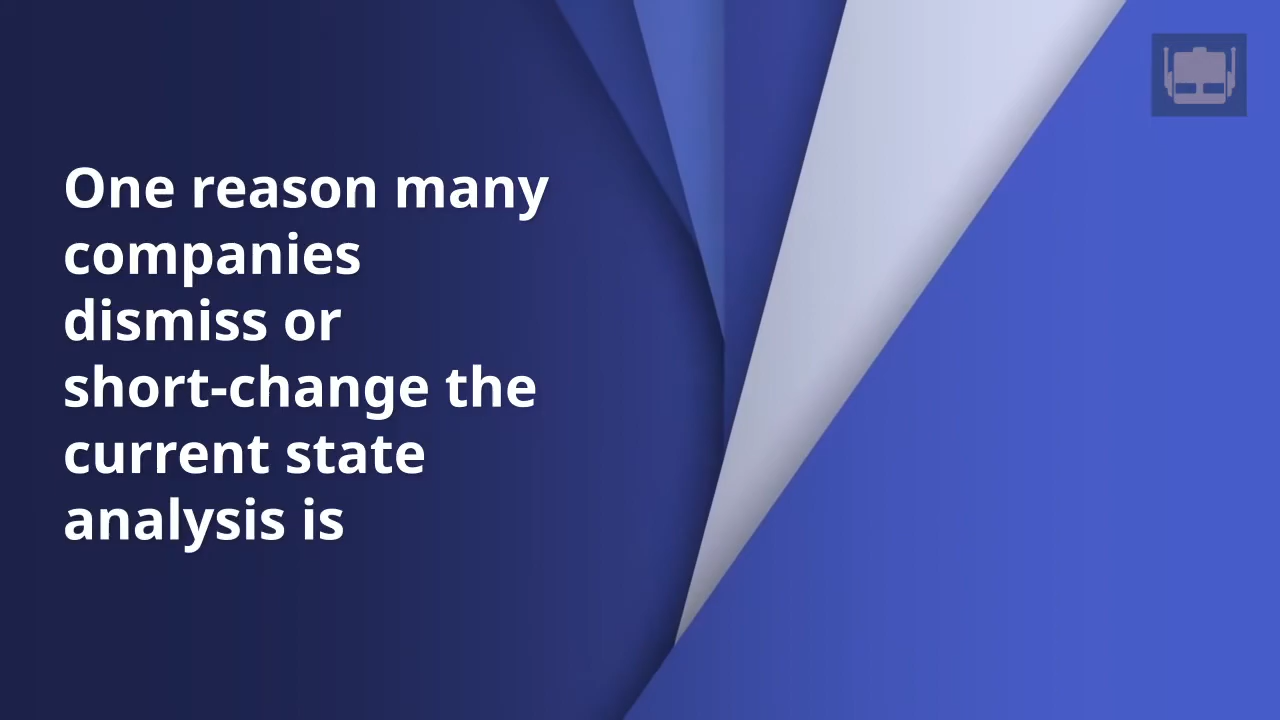 One reason many
companies
dismiss or
short-change the
current state
analysis is